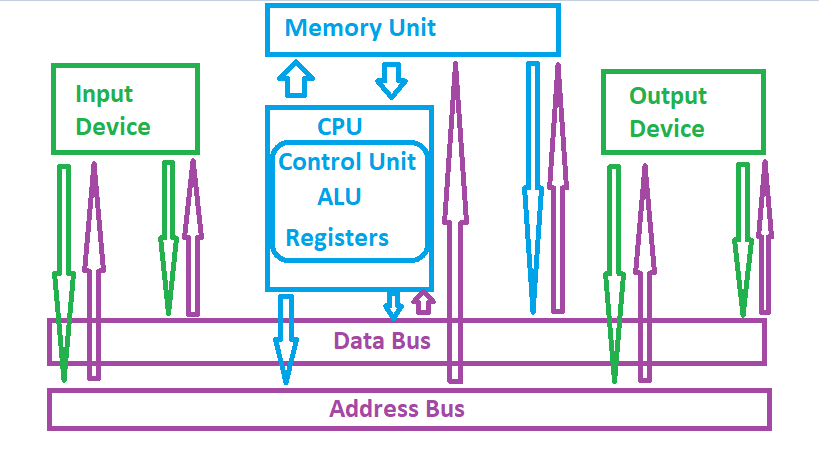 Memory Unit
Input
Device
CPU
Control Unit
ALU
Registers
Output
Device
Data Bus
Address Bus